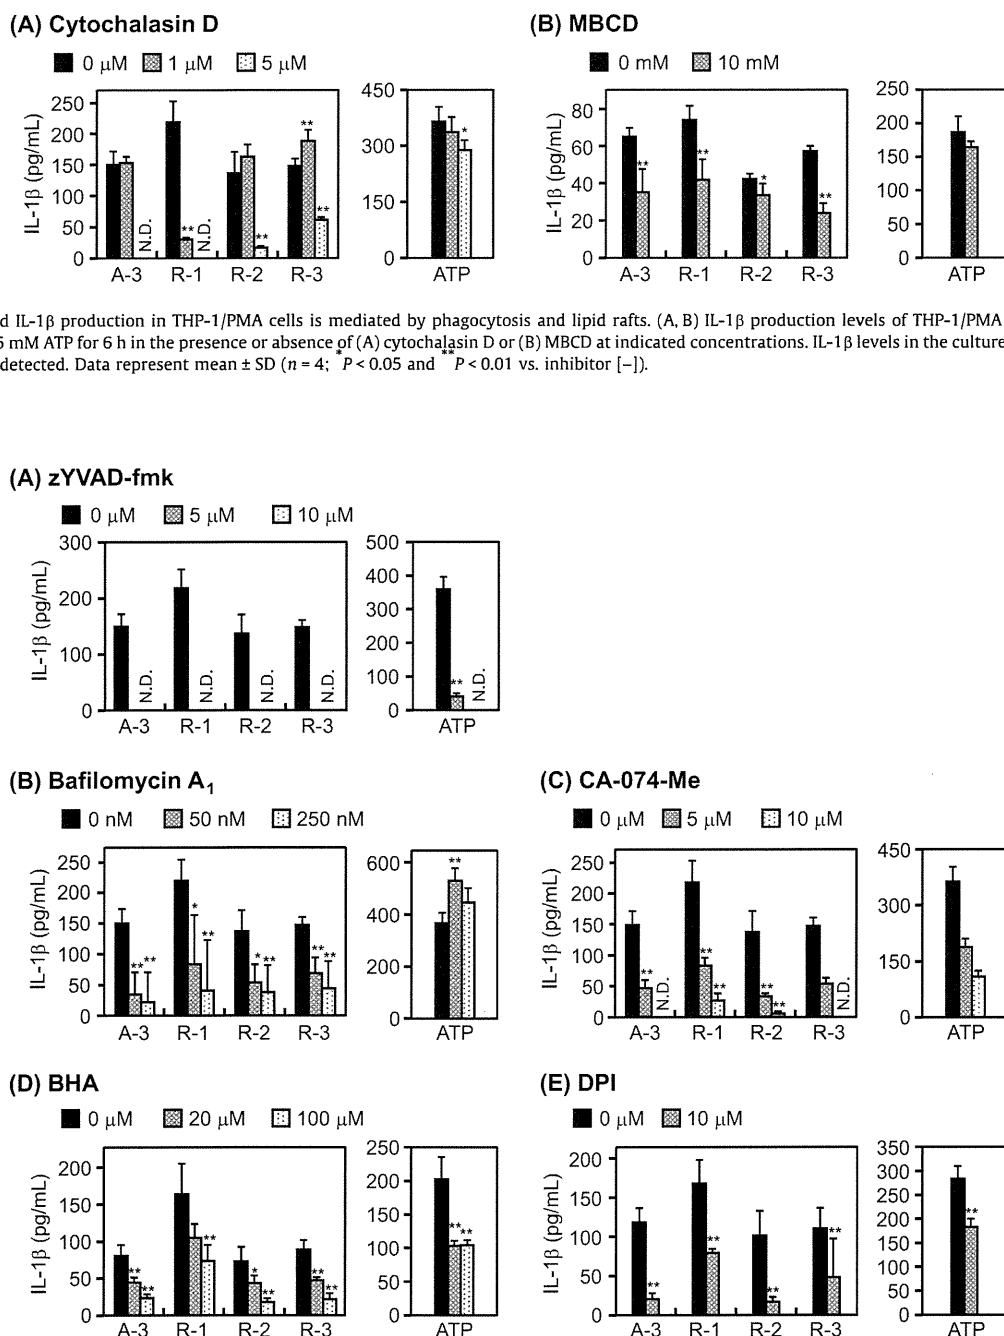 (A) Cytochalasin D
0 μM 1 μM 5 μM
IL-1β (pg/mL)
250
200
150
100
50
0
N.D.
**
N.D.
**
**
**
A-3 R-1 R-2 R-3
450
300
150
0
*
ATP
(B) MBCD
0 mM 10 mM
IL-1β (pg/mL)
80
60
40
20
0
**
**
*
**
A-3 R-1 R-2 R-3
250
200
150
100
50
0
ATP
d IL-1β production in THP-1/PMA cells is mediated by phagocytosis and lipid rafts. (A, B) IL-1β production levels of THP-1/PMA
5 mM ATP for 6 h in the presence or absence of (A) cytochalasin D or (B) MBCD at indicated concentrations. IL-1β levels in the culture
detected. Data represent mean ± SD (n = 4; *P < 0.05 and **P < 0.01 vs. inhibitor [−]).
(A) zYVAD-fmk
0 μM 5 μM 10 μM
IL-1β (pg/mL)
300
200
100
0
N.D.
N.D.
N.D.
N.D.
A-3 R-1 R-2 R-3
500
400
300
200
100
0
**
N.D.
ATP
(B) Bafilomycin A1
0 nM 50 nM 250 nM
IL-1β (pg/mL)
250
200
150
100
50
0
** **
* **
* **
** **
A-3 R-1 R-2 R-3
600
400
200
0
**
ATP
(C) CA-074-Me
0 μM 5 μM 10 μM
IL-1β (pg/mL)
250
200
150
100
50
0
**
N.D.
** **
** **
N.D.
A-3 R-1 R-2 R-3
450
300
150
0
ATP
(D) BHA
0 μM 20 μM 100 μM
IL-1β (pg/mL)
200
150
100
50
0
** **
**
* **
** **
A-3 R-1 R-2 R-3
250
200
150
100
50
0
** **
ATP
(E) DPI
0 μM 10 μM
IL-1β (pg/mL)
200
150
100
50
0
**
**
**
**
A-3 R-1 R-2 R-3
350
300
250
200
150
100
50
0
**
ATP